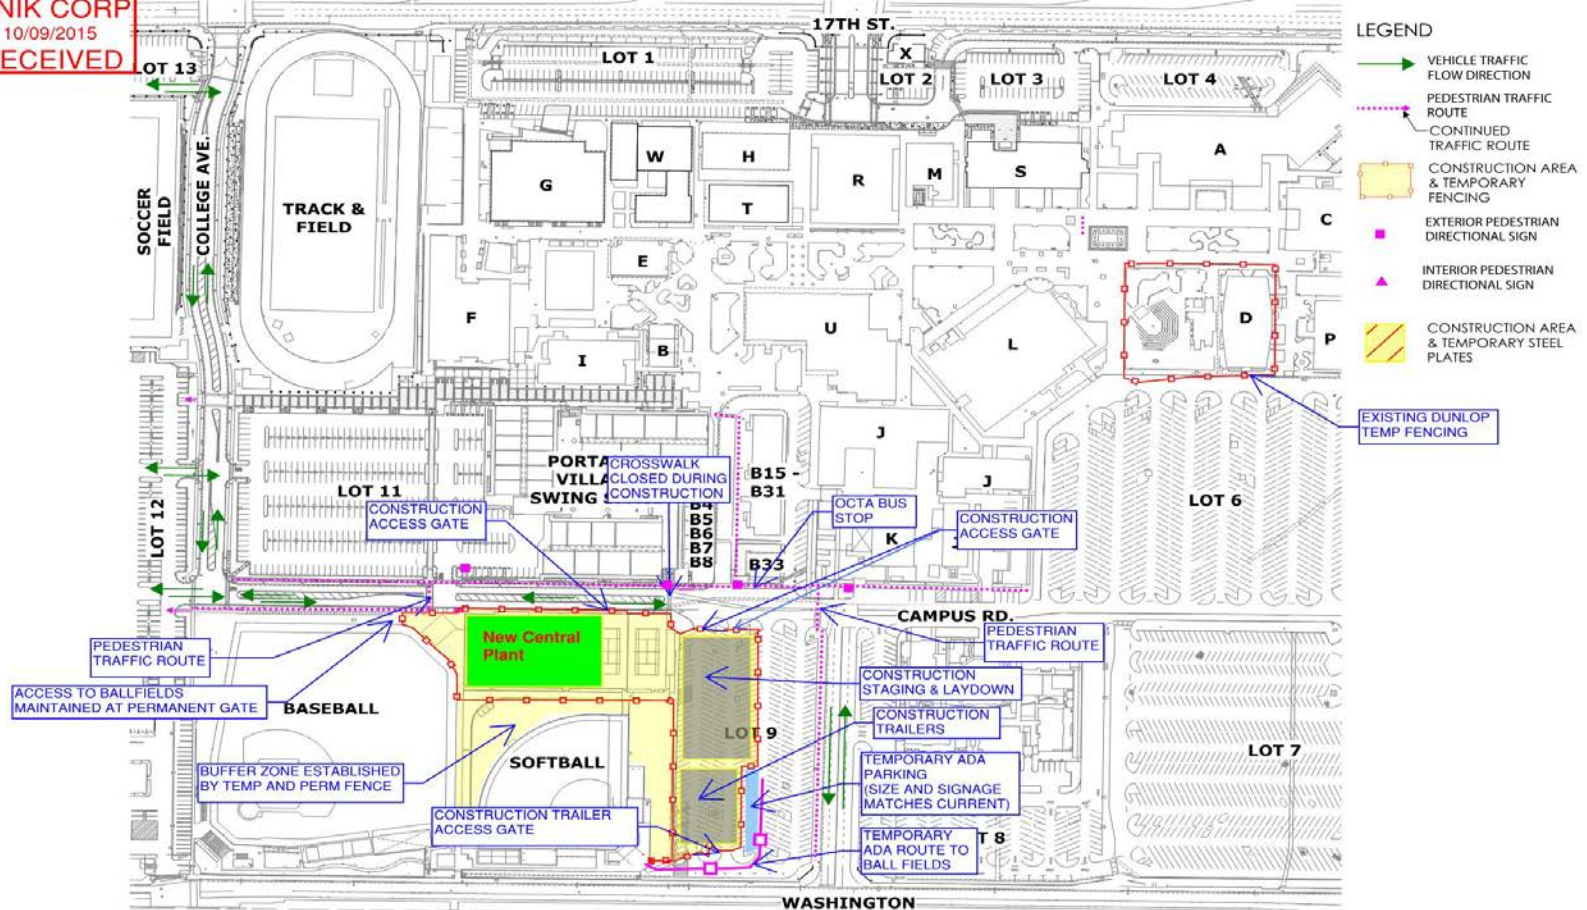 NIK CORP
10/09/2015
ECEIVED
17TH ST.
LEGEND
VEHICLE TRAFFIC
FLOW DIRECTION
PEDESTRIAN TRAFFIC
ROUTE
CONTINUED
TRAFFIC ROUTE
CONSTRUCTION AREA
& TEMPORARY
FENCING
EXTERIOR PEDESTRIAN
DIRECTIONAL SIGN
INTERIOR PEDESTRIAN
DIRECTIONAL SIGN
CONSTRUCTION AREA
& TEMPORARY STEEL
PLATES
LOT 13
LOT 1
X
LOT 2
LOT 3
LOT 4
COLLEGE AVE.
SOCCER
FIELD
TRACK &
FIELD
G
W
H
T
R
M
S
A
C
E
F
I
B
U
L
D
P
EXISTING DUNLOP
TEMP FENCING
J
J
K
LOT 6
LOT 11
LOT 12
PORTA
VILLA
SWING S
CROSSWALK
CLOSED DURING
CONSTRUCTION
B4
B5
B6
B7
B8
B15 -
B31
B33
CONSTRUCTION
ACCESS GATE
OCTA BUS
STOP
CONSTRUCTION
ACCESS GATE
CAMPUS RD.
New Central
Plant
PEDESTRIAN
TRAFFIC ROUTE
PEDESTRIAN
TRAFFIC ROUTE
ACCESS TO BALLFIELDS
MAINTAINED AT PERMANENT GATE
BASEBALL
CONSTRUCTION
STAGING & LAYDOWN
CONSTRUCTION
TRAILERS
LOT 9
LOT 7
SOFTBALL
BUFFER ZONE ESTABLISHED
BY TEMP AND PERM FENCE
TEMPORARY ADA
PARKING
(SIZE AND SIGNAGE
MATCHES CURRENT)
CONSTRUCTION TRAILER
ACCESS GATE
TEMPORARY
ADA ROUTE TO
BALL FIELDS
T 8
WASHINGTON